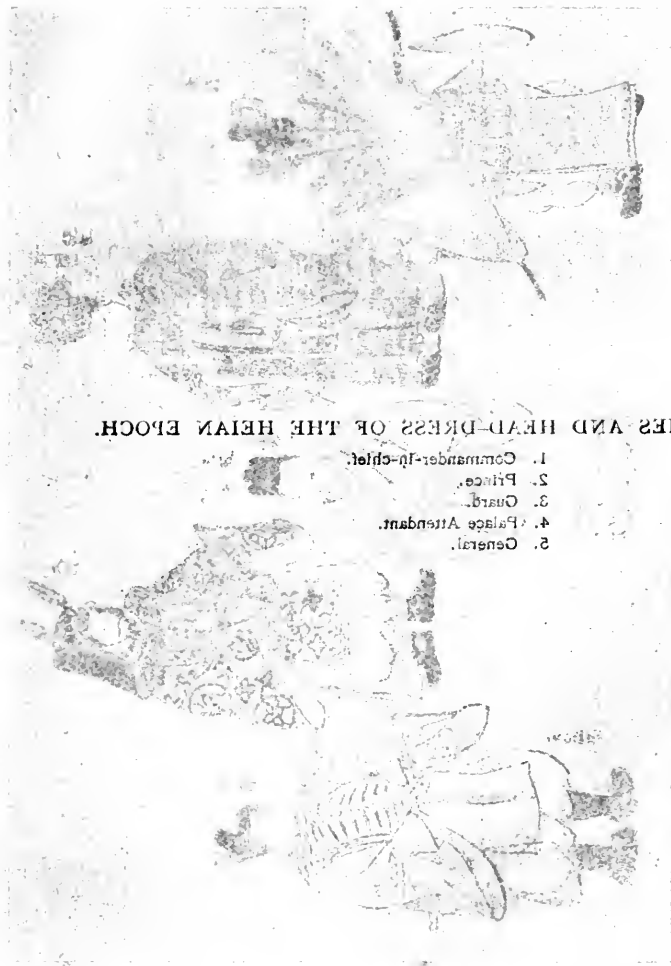 ES AND HEAD-DRESS OF THE HEIAN EPOCH.
1. Commander-in-chief.
2. Prince.
3. Guard.
4. Palace Attendant.
5. General.